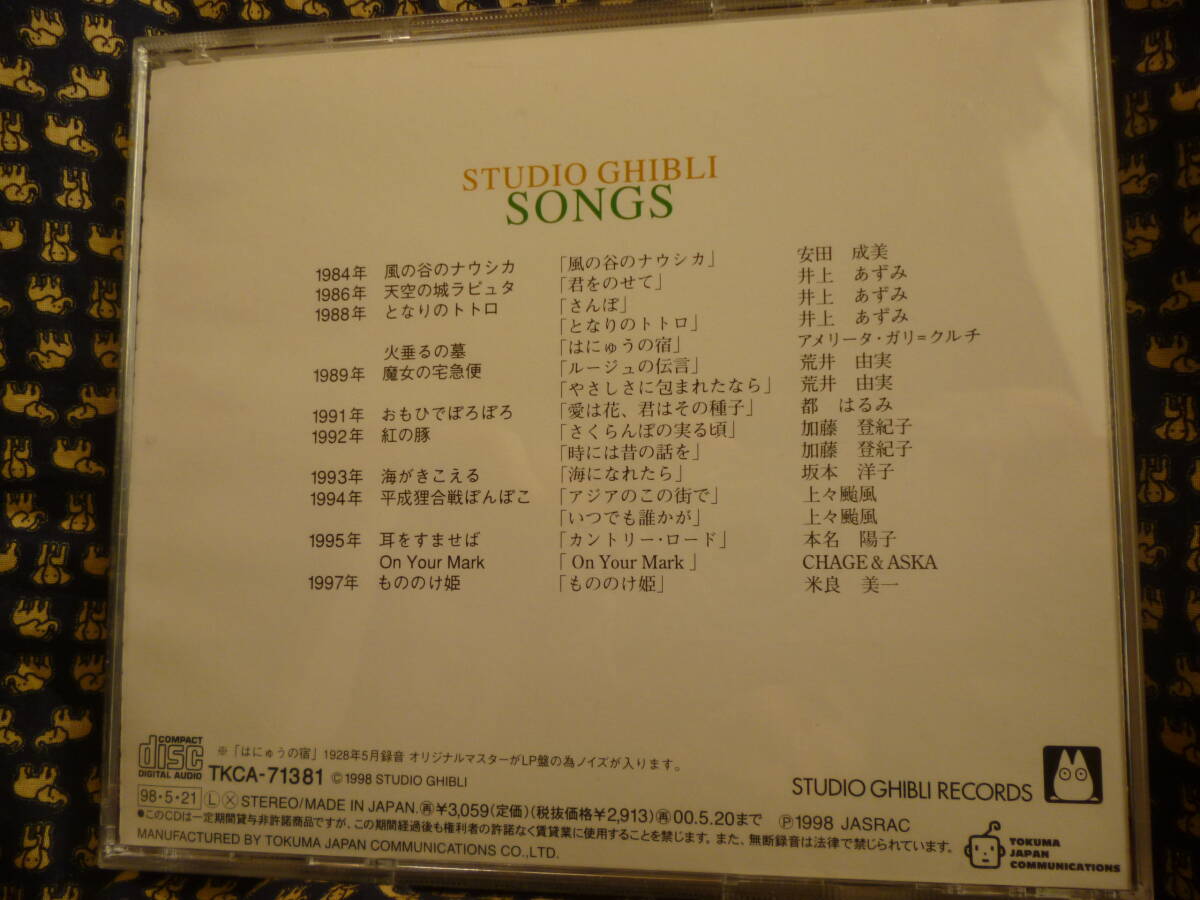 STUDIO GHIBLI
SONGS
1984年 風の谷のナウシカ 「風の谷のナウシカ」 安田 成美
1986年 天空の城ラピュタ 「君をのせて」 井上 あずみ
1988年 となりのトトロ 「さんぽ」 井上 あずみ
「となりのトトロ」 井上 あずみ
火垂るの墓 「はにゅうの宿」 アメリータ・ガリ=クルチ
1989年 魔女の宅急便 「ルージュの伝言」 荒井 由実
「やさしさに包まれたなら」 荒井 由実
1991年 おもひでぽろぽろ 「愛は花、君はその種子」 都 はるみ
1992年 紅の豚 「さくらんぼの実る頃」 加藤 登紀子
「時には昔の話を」 加藤 登紀子
1993年 海がきこえる 「海になれたら」 坂本 洋子
1994年 平成狸合戦ぽんぽこ 「アジアのこの街で」 上々颱風
「いつでも誰かが」 上々颱風
1995年 耳をすませば 「カントリー・ロード」 本名 陽子
On Your Mark 「 On Your Mark 」 CHAGE & ASKA
1997年 もののけ姫 「もののけ姫」 米良 美一
COMPACT
disc
DIGITAL AUDIO
※「はにゅうの宿」1928年5月録音 オリジナルマスターがLP盤の為ノイズが入ります。
TKCA-71381 ©1998 STUDIO GHIBLI
STUDIO GHIBLI RECORDS
98・5・21 Ⓛ Ⓧ STEREO/MADE IN JAPAN. ㊢¥3,059(定価)(税抜価格¥2,913)㊢00.5.20まで Ⓟ1998 JASRAC
●このCDは一定期間貸与非許諾商品ですが、この期間経過後も権利者の許諾なく賃貸業に使用することを禁じます。また、無断録音は法律で禁じられています。
MANUFACTURED BY TOKUMA JAPAN COMMUNICATIONS CO.,LTD.
TOKUMA
JAPAN
COMMUNICATIONS